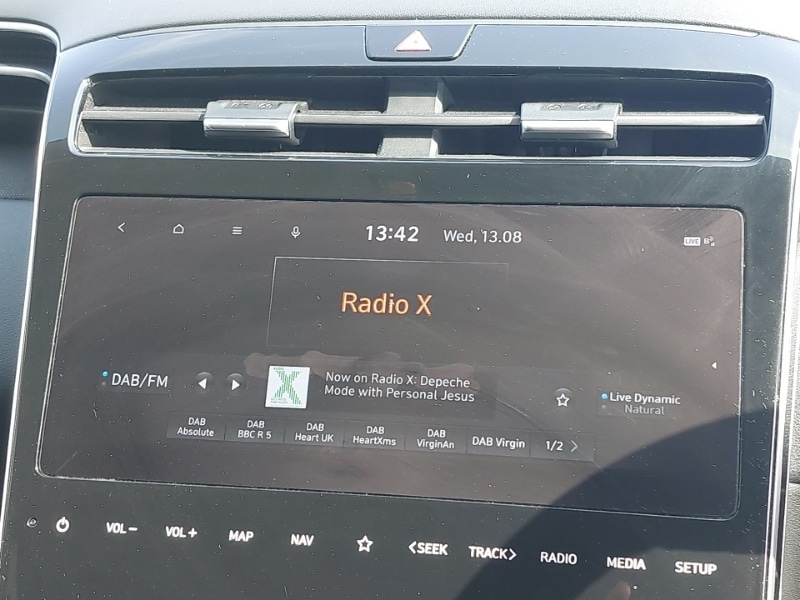 13:42 Wed, 13.08
LIVE B
Radio X
DAB/FM
RADIO
X
Now on Radio X: Depeche
Mode with Personal Jesus
Live Dynamic
Natural
DAB
Absolute
DAB
BBC R 5
DAB
Heart UK
DAB
HeartXms
DAB
VirginAn
DAB Virgin
1/2 >
VOL− VOL+ MAP NAV <SEEK TRACK> RADIO MEDIA SETUP